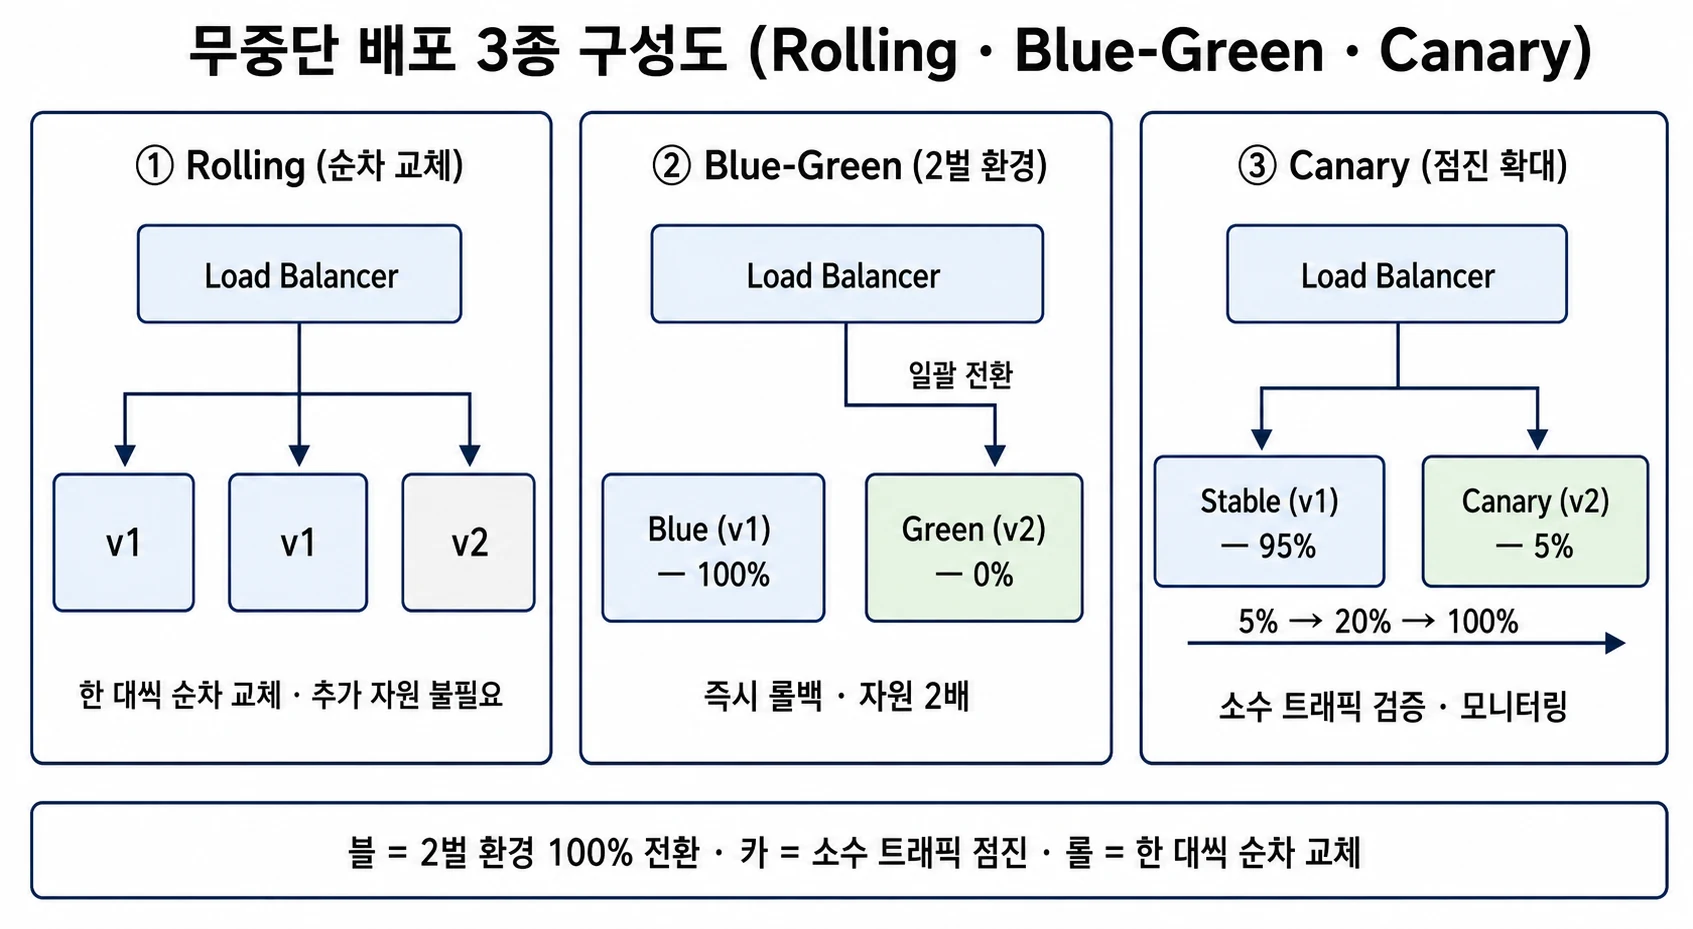 무중단 배포 3종 구성도 (Rolling · Blue-Green · Canary)
① Rolling (순차 교체)
Load Balancer
v1
v1
v2
한 대씩 순차 교체 · 추가 자원 불필요
② Blue-Green (2벌 환경)
Load Balancer
일괄 전환
Blue (v1)
— 100%
Green (v2)
— 0%
즉시 롤백 · 자원 2배
③ Canary (점진 확대)
Load Balancer
Stable (v1)
— 95%
Canary (v2)
— 5%
5% → 20% → 100%
소수 트래픽 검증 · 모니터링
블 = 2벌 환경 100% 전환 · 카 = 소수 트래픽 점진 · 롤 = 한 대씩 순차 교체